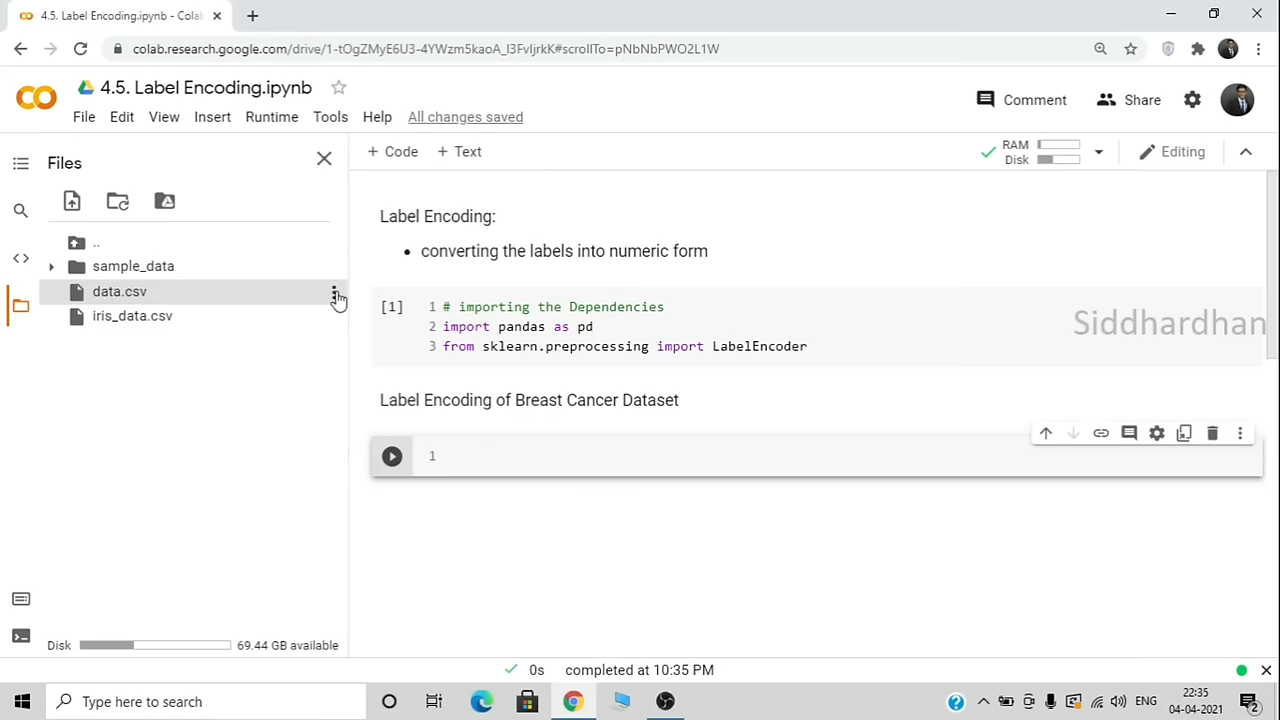 4.5. Label Encoding.ipynb - Cola
colab.research.google.com/drive/1-tOgZMyE6U3-4YWzm5kaoA_I3FvIjrkK#scrollTo=pNbNbPWO2L1W
4.5. Label Encoding.ipynb
File Edit View Insert Runtime Tools Help All changes saved
Comment Share
Files
+ Code + Text
RAM
Disk
Editing
..
sample_data
data.csv
iris_data.csv
Label Encoding:
• converting the labels into numeric form
[1] 1 # importing the Dependencies
2 import pandas as pd
3 from sklearn.preprocessing import LabelEncoder
Siddhardhan
Label Encoding of Breast Cancer Dataset
1
Disk 69.44 GB available
0s completed at 10:35 PM
Type here to search
ENG
22:35
04-04-2021
2